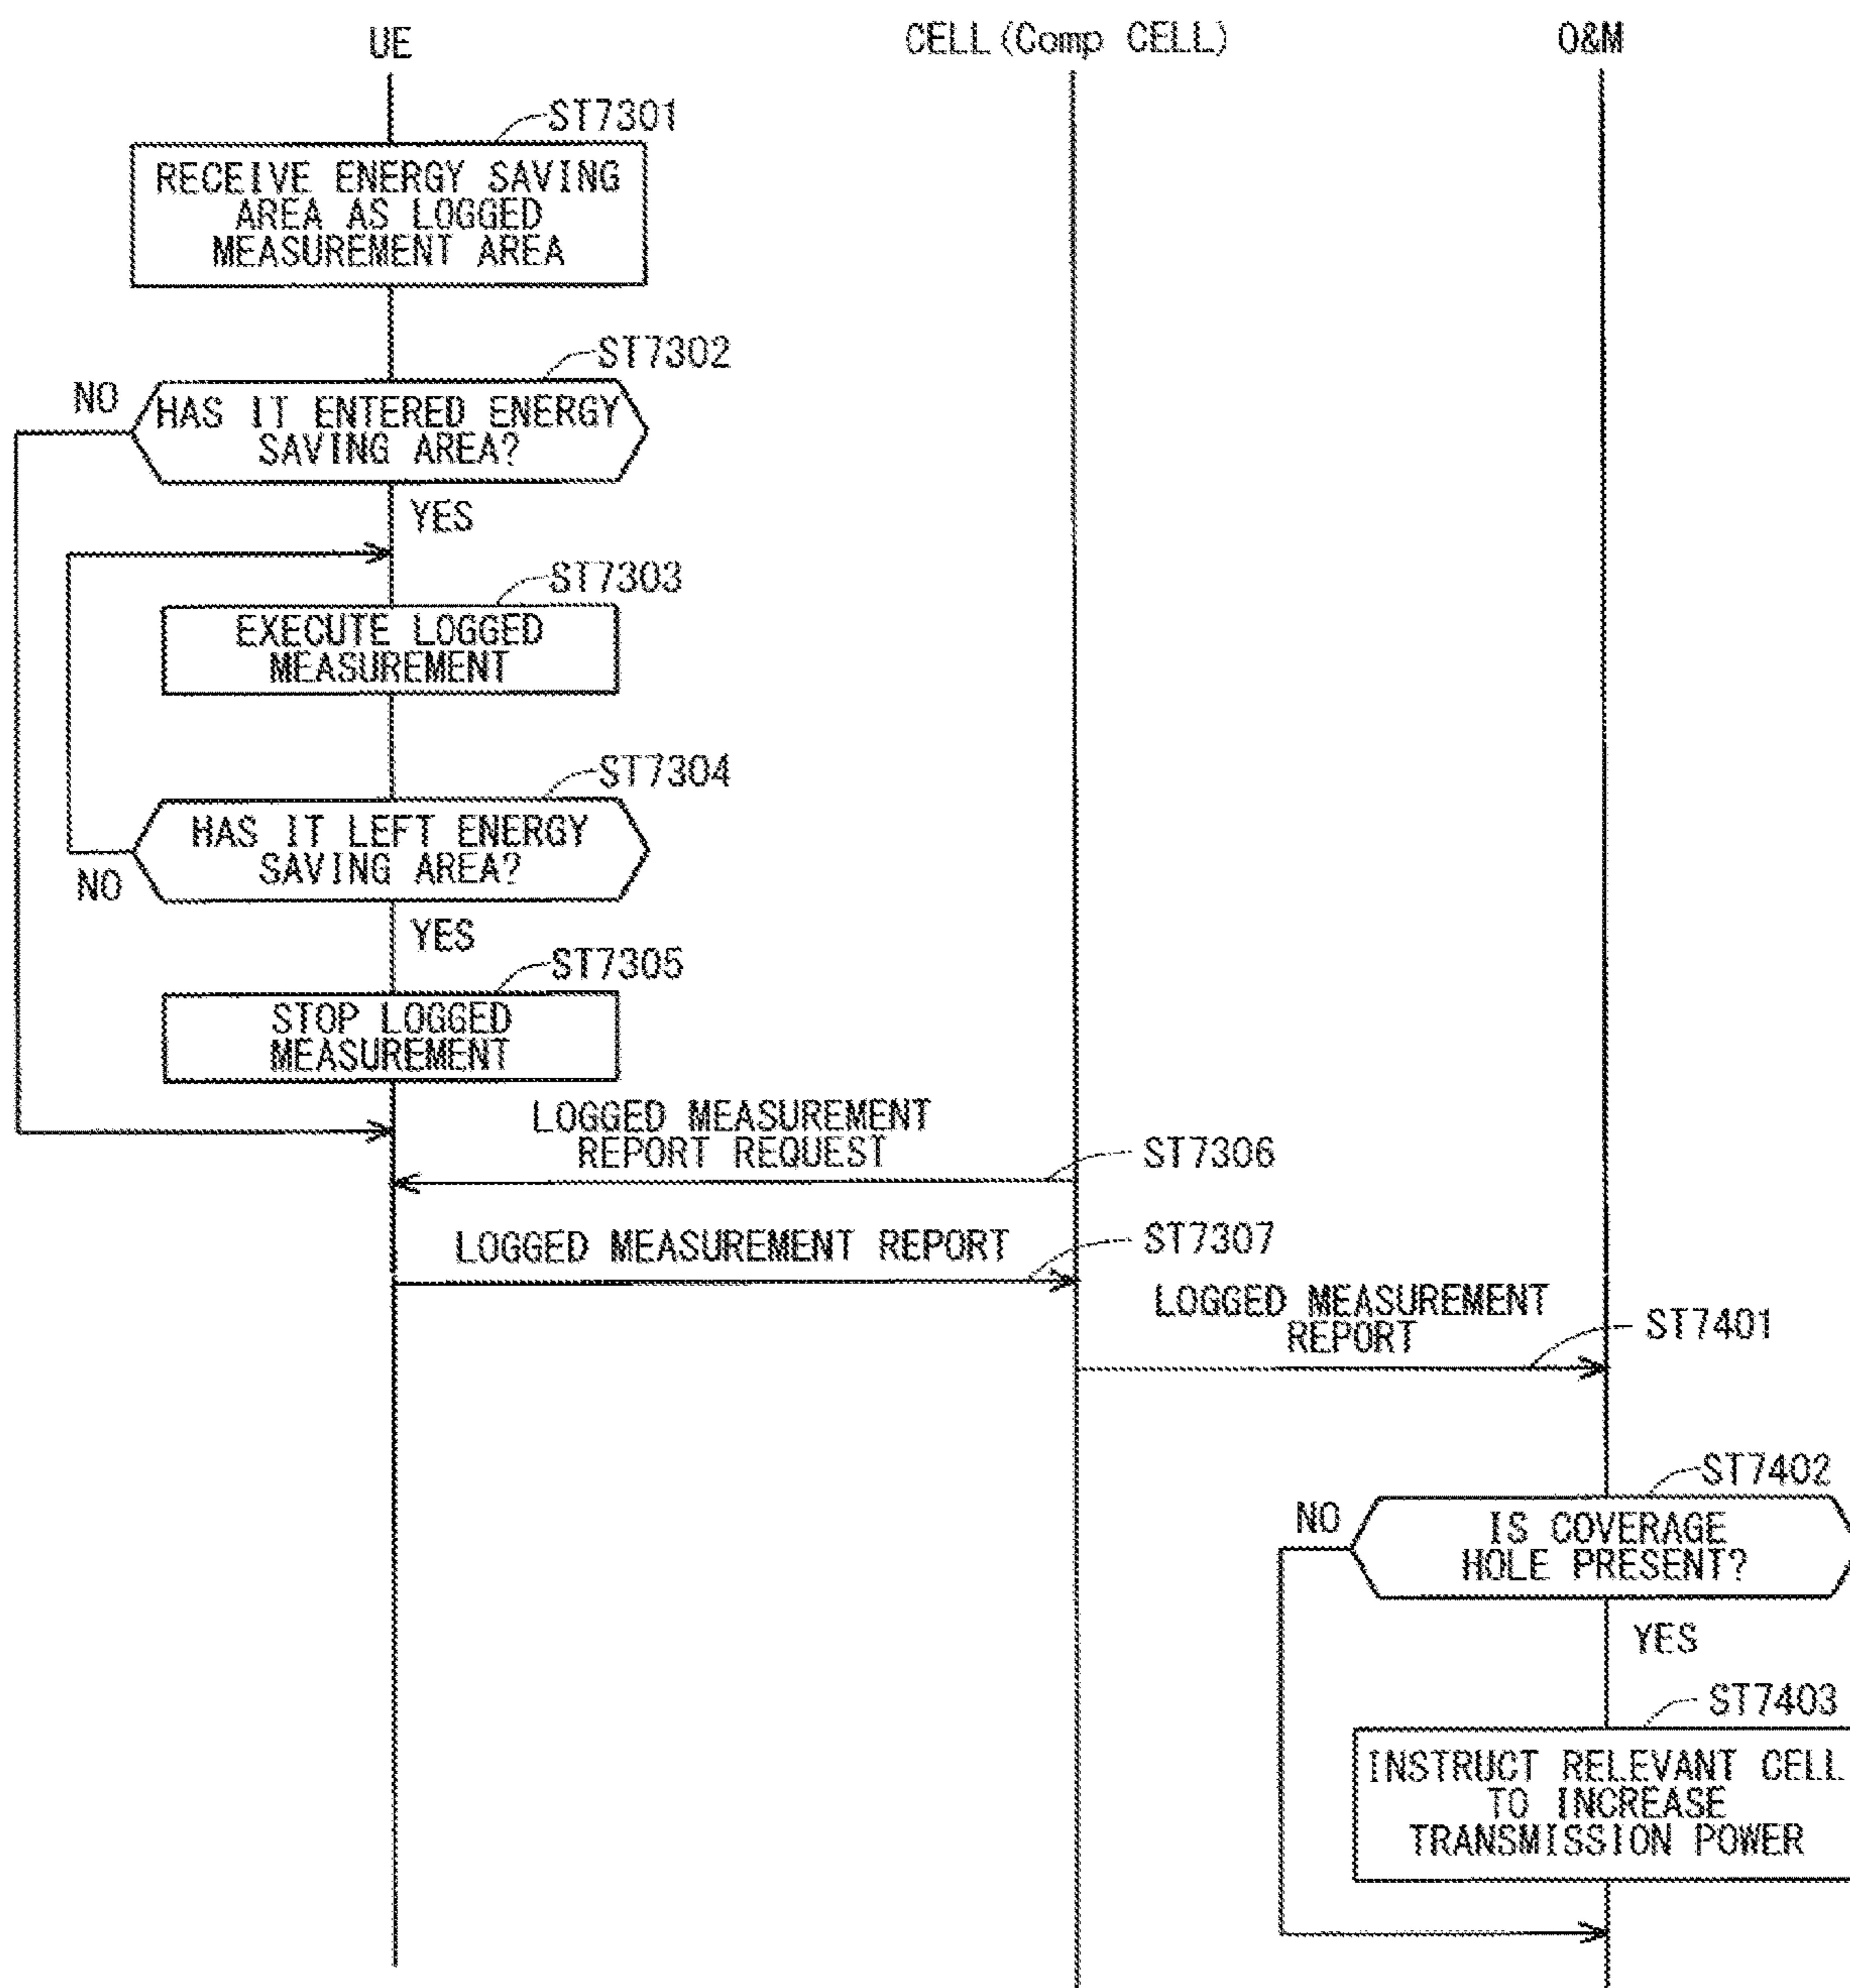 UE
CELL (Comp CELL)
O&M
ST7301
RECEIVE ENERGY SAVING
AREA AS LOGGED
MEASUREMENT AREA
ST7302
NO
HAS IT ENTERED ENERGY
SAVING AREA?
YES
ST7303
EXECUTE LOGGED
MEASUREMENT
ST7304
HAS IT LEFT ENERGY
SAVING AREA?
NO
YES
ST7305
STOP LOGGED
MEASUREMENT
LOGGED MEASUREMENT
REPORT REQUEST
ST7306
LOGGED MEASUREMENT REPORT
ST7307
LOGGED MEASUREMENT
REPORT
ST7401
ST7402
NO
IS COVERAGE
HOLE PRESENT?
YES
ST7403
INSTRUCT RELEVANT CELL
TO INCREASE
TRANSMISSION POWER